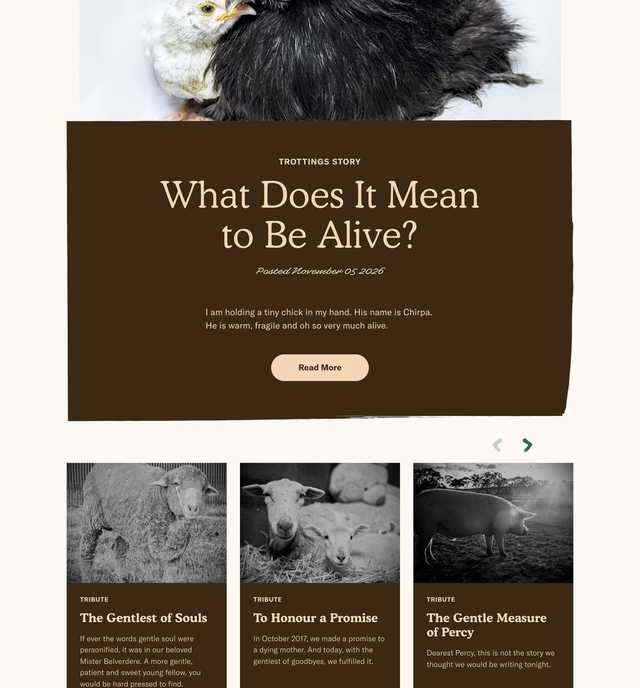 TROTTINGS STORY
What Does It Mean
to Be Alive?
Posted November 05 2026
I am holding a tiny chick in my hand. His name is Chirpa.
He is warm, fragile and oh so very much alive.
Read More
TRIBUTE
The Gentlest of Souls
If ever the words gentle soul were
personified, it was in our beloved
Mister Belverdere. A more gentle,
patient and sweet young fellow, you
would be hard pressed to find.
TRIBUTE
To Honour a Promise
In October 2017, we made a promise to
a dying mother. And today, with the
gentlest of goodbyes, we fulfilled it.
TRIBUTE
The Gentle Measure
of Percy
Dearest Percy, this is not the story we
thought we would be writing tonight.